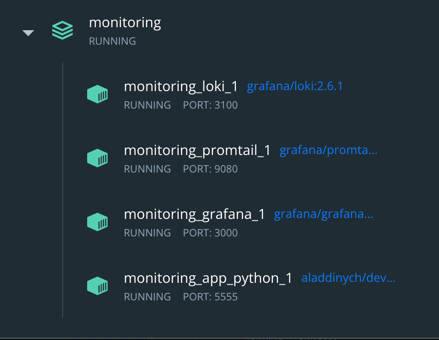 monitoring
RUNNING
monitoring_loki_1 grafana/loki:2.6.1
RUNNING PORT: 3100
monitoring_promtail_1 grafana/promta...
RUNNING PORT: 9080
monitoring_grafana_1 grafana/grafana...
RUNNING PORT: 3000
monitoring_app_python_1 aladdinych/dev...
RUNNING PORT: 5555